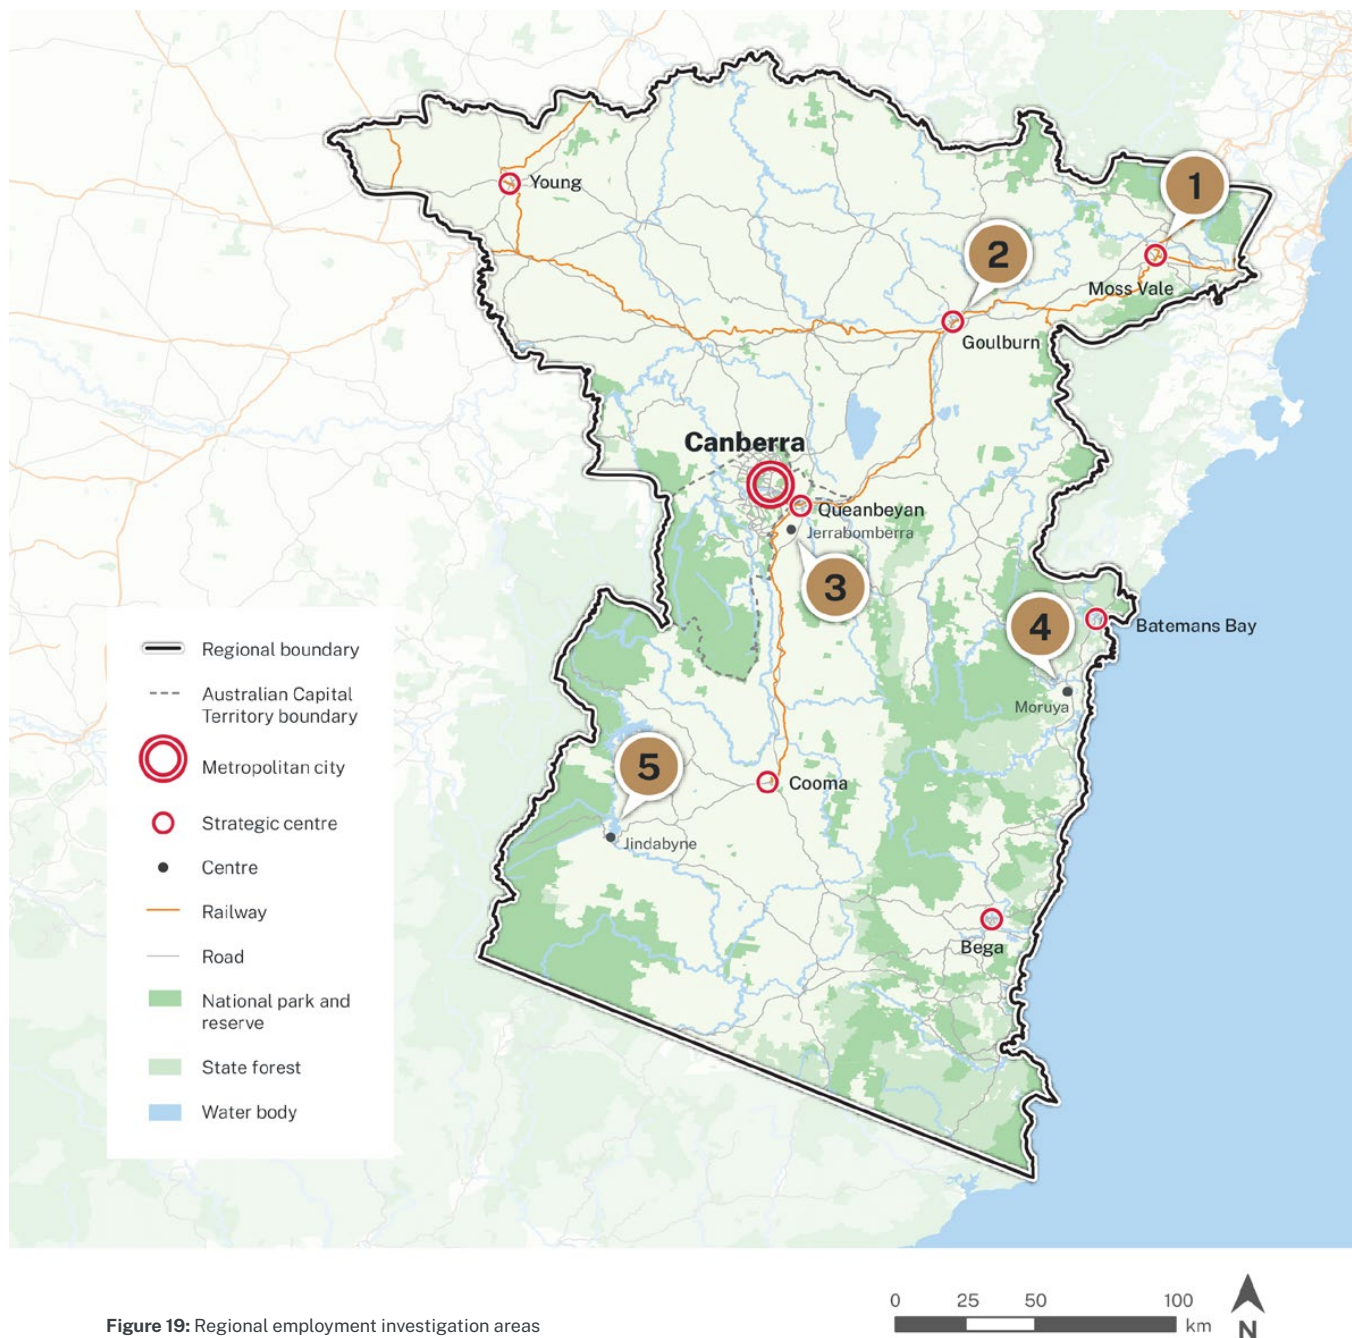 Young
1
2
Moss Vale
Goulburn
Canberra
Queanbeyan
Jerrabomberra
3
4
Batemans Bay
Moruya
5
Cooma
Jindabyne
Bega
Regional boundary
Australian Capital
Territory boundary
Metropolitan city
Strategic centre
Centre
Railway
Road
National park and
reserve
State forest
Water body
0 25 50 100
km
N
Figure 19: Regional employment investigation areas